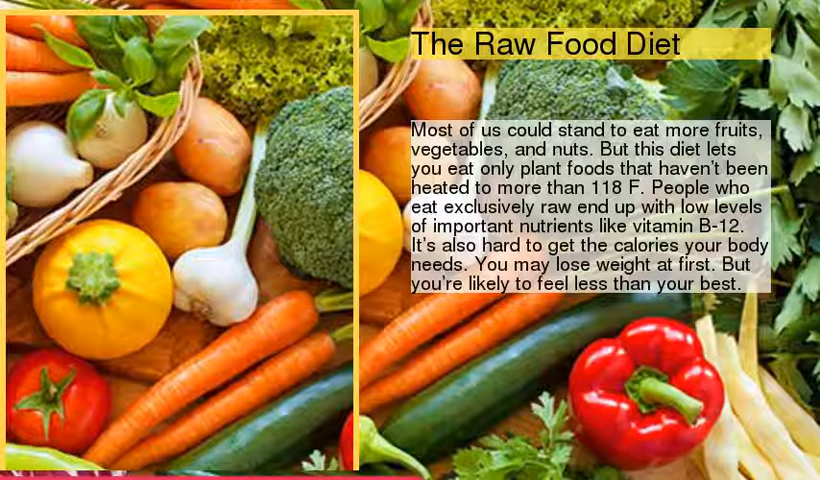 The Raw Food Diet
Most of us could stand to eat more fruits,
vegetables, and nuts. But this diet lets
you eat only plant foods that haven’t been
heated to more than 118 F. People who
eat exclusively raw end up with low levels
of important nutrients like vitamin B-12.
It’s also hard to get the calories your body
needs. You may lose weight at first. But
you’re likely to feel less than your best.